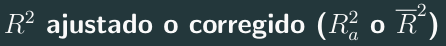 R² ajustado o corregido (R²ₐ o R̅²)